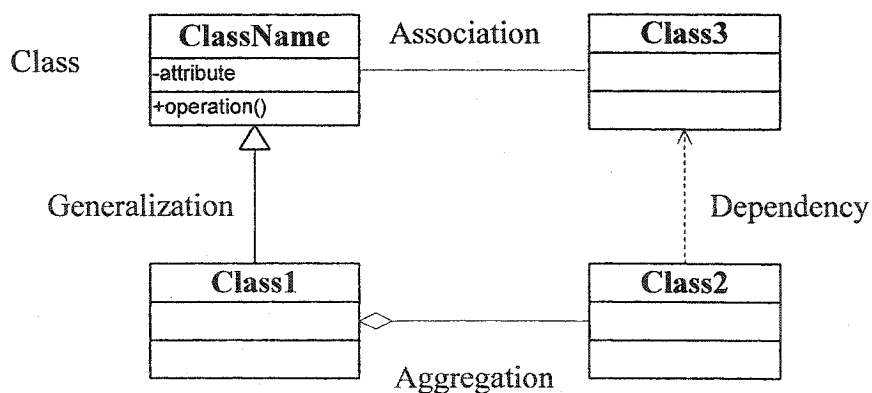 ClassName
Association
Class3
Class
-attribute
+operation()
Generalization
Dependency
Class1
Class2
Aggregation